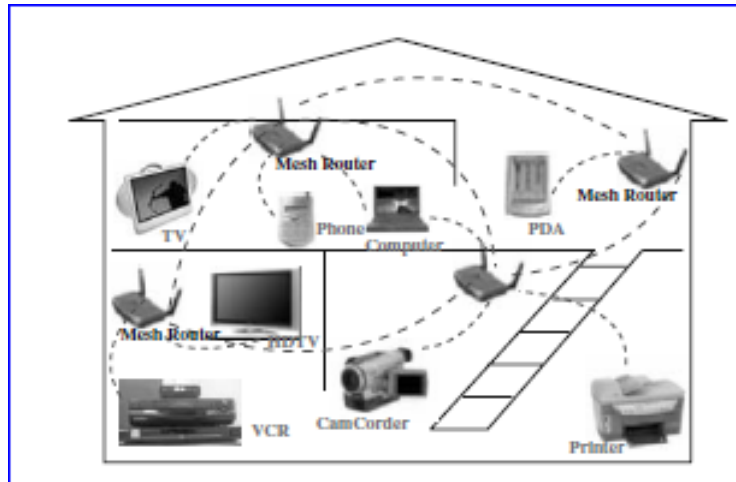 Mesh Router
Mesh Router
TV
Phone
Computer
PDA
Mesh Router
HDTV
VCR
CamCorder
Printer